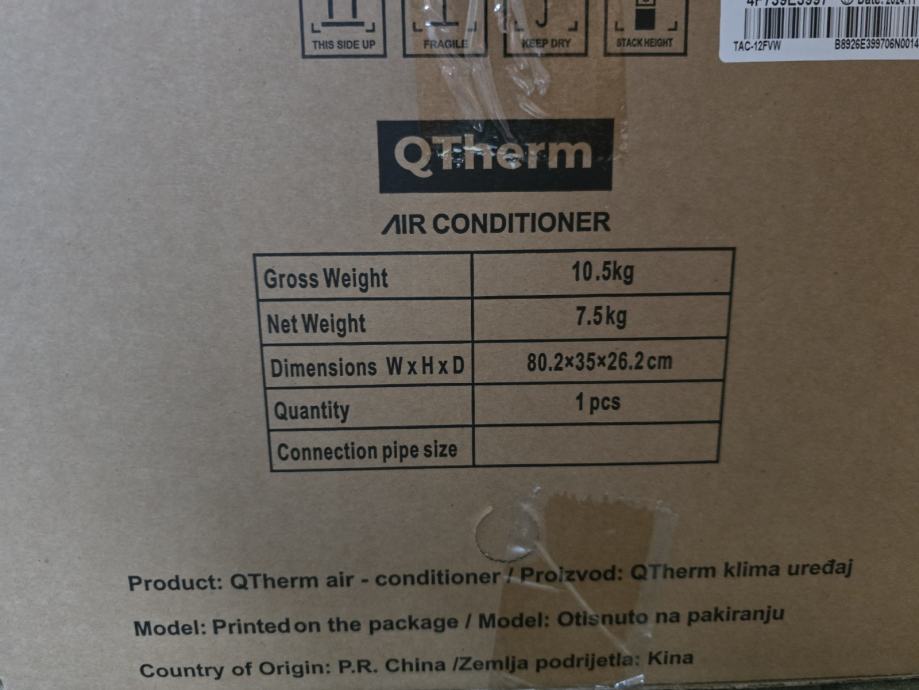 THIS SIDE UP FRAGILE KEEP DRY STACK HEIGHT
TAC-12FVW B8926E399706N0014
QTherm
AIR CONDITIONER
Gross Weight 10.5kg
Net Weight 7.5kg
Dimensions W x H x D 80.2×35×26.2cm
Quantity 1 pcs
Connection pipe size
Product: QTherm air - conditioner / Proizvod: QTherm klima uređaj
Model: Printed on the package / Model: Otisnuto na pakiranju
Country of Origin: P.R. China /Zemlja podrijetla: Kina